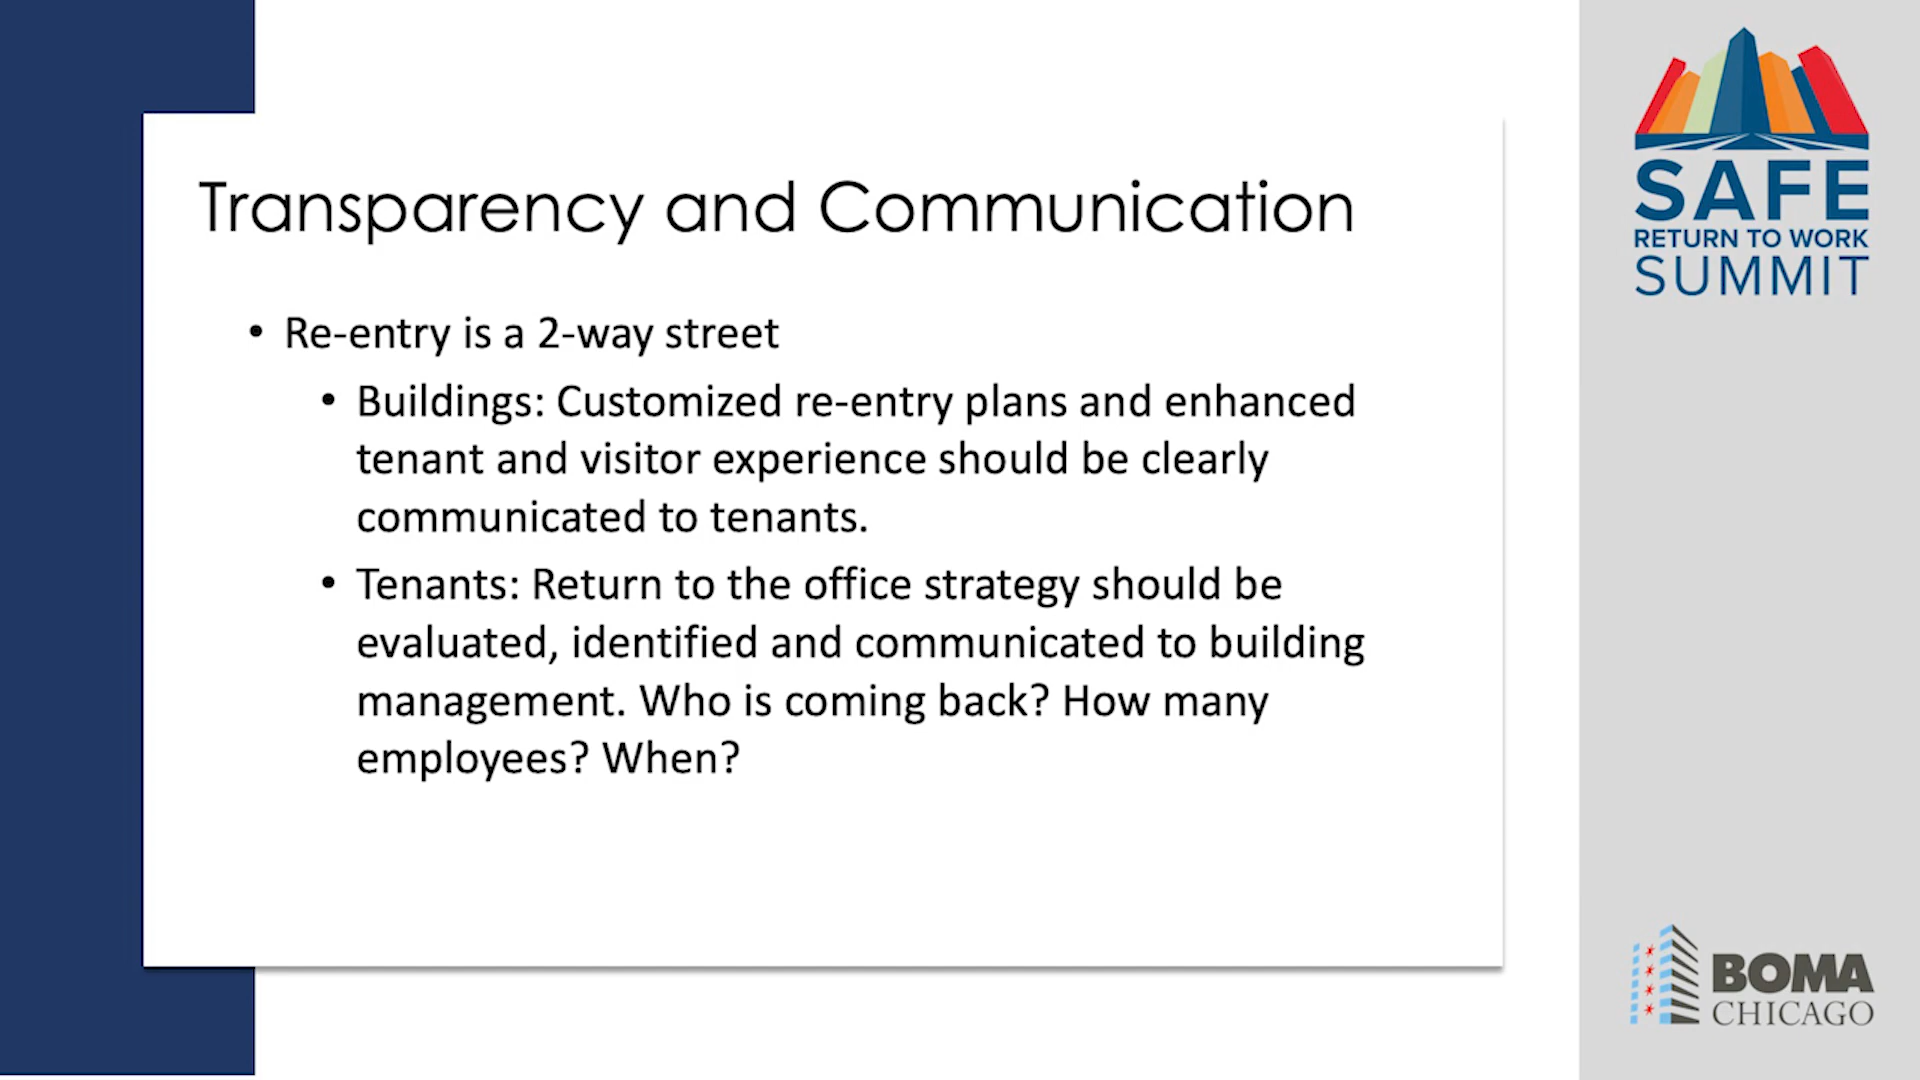 Transparency and Communication
• Re-entry is a 2-way street
• Buildings: Customized re-entry plans and enhanced
tenant and visitor experience should be clearly
communicated to tenants.
• Tenants: Return to the office strategy should be
evaluated, identified and communicated to building
management. Who is coming back? How many
employees? When?
SAFE
RETURN TO WORK
SUMMIT
BOMA
CHICAGO